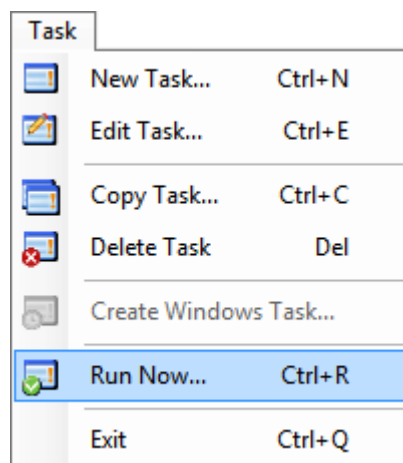 Task
New Task... Ctrl+N
Edit Task... Ctrl+E
Copy Task... Ctrl+C
Delete Task Del
Create Windows Task...
Run Now... Ctrl+R
Exit Ctrl+Q